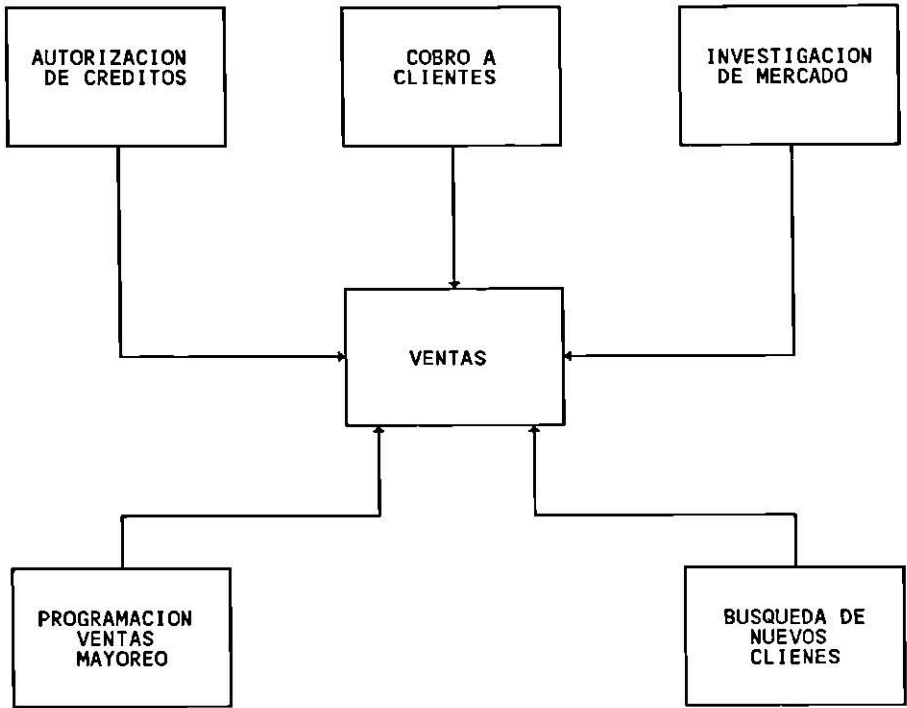 AUTORIZACION
DE CREDITOS
COBRO A
CLIENTES
INVESTIGACION
DE MERCADO
VENTAS
PROGRAMACION
VENTAS
MAYOREO
BUSQUEDA DE
NUEVOS
CLIENES